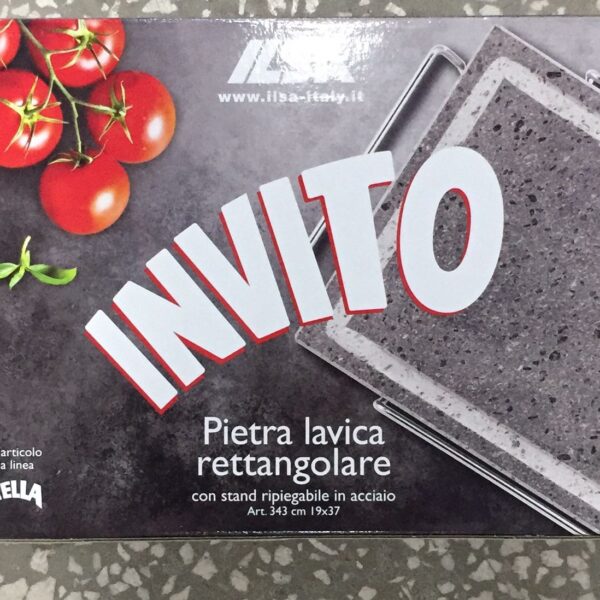 ILSA
www.ilsa-italy.it
INVITO
Pietra lavica
rettangolare
con stand ripiegabile in acciaio
Art. 343 cm 19x37
articolo
a linea
ELLA